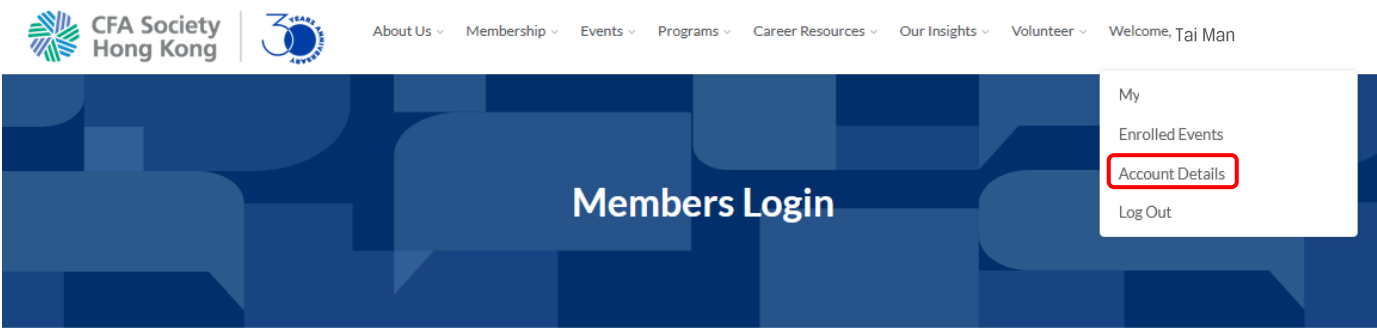 CFA Society
Hong Kong
30 YEARS ANNIVERSARY
About Us
Membership
Events
Programs
Career Resources
Our Insights
Volunteer
Welcome, Tai Man
My
Enrolled Events
Account Details
Log Out
Members Login